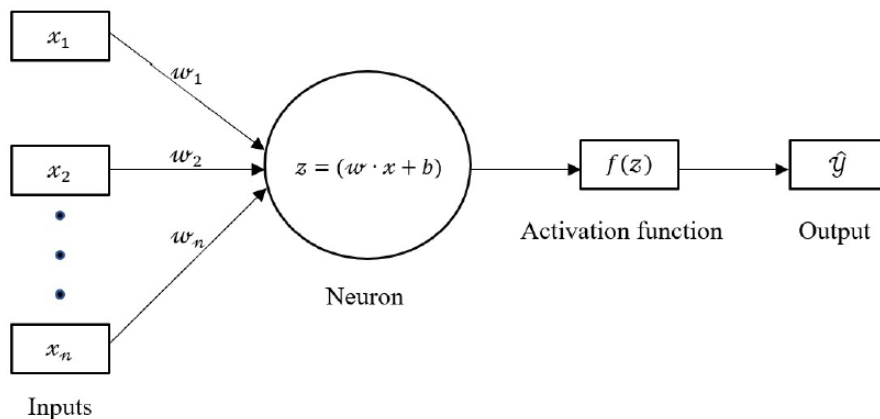 x₁
w₁
x₂
w₂
z = (w · x + b)
f(z)
ŷ
Activation function
Output
wₙ
Neuron
xₙ
Inputs